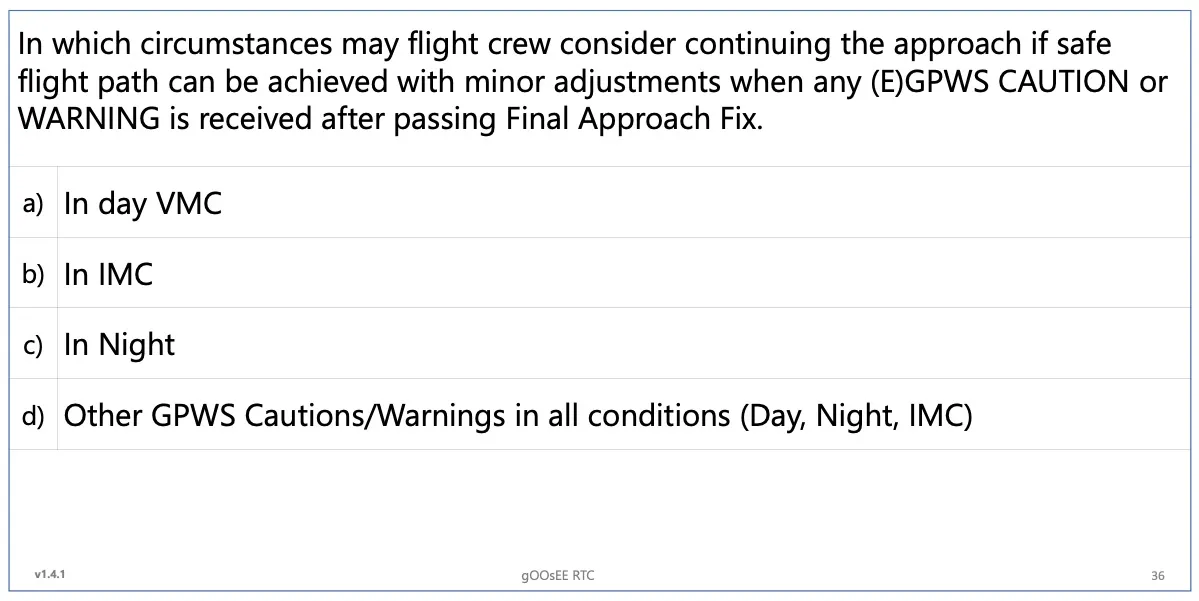 In which circumstances may flight crew consider continuing the approach if safe
flight path can be achieved with minor adjustments when any (E)GPWS CAUTION or
WARNING is received after passing Final Approach Fix.
a) In day VMC
b) In IMC
c) In Night
d) Other GPWS Cautions/Warnings in all conditions (Day, Night, IMC)
v1.4.1 gOOsEE RTC 36